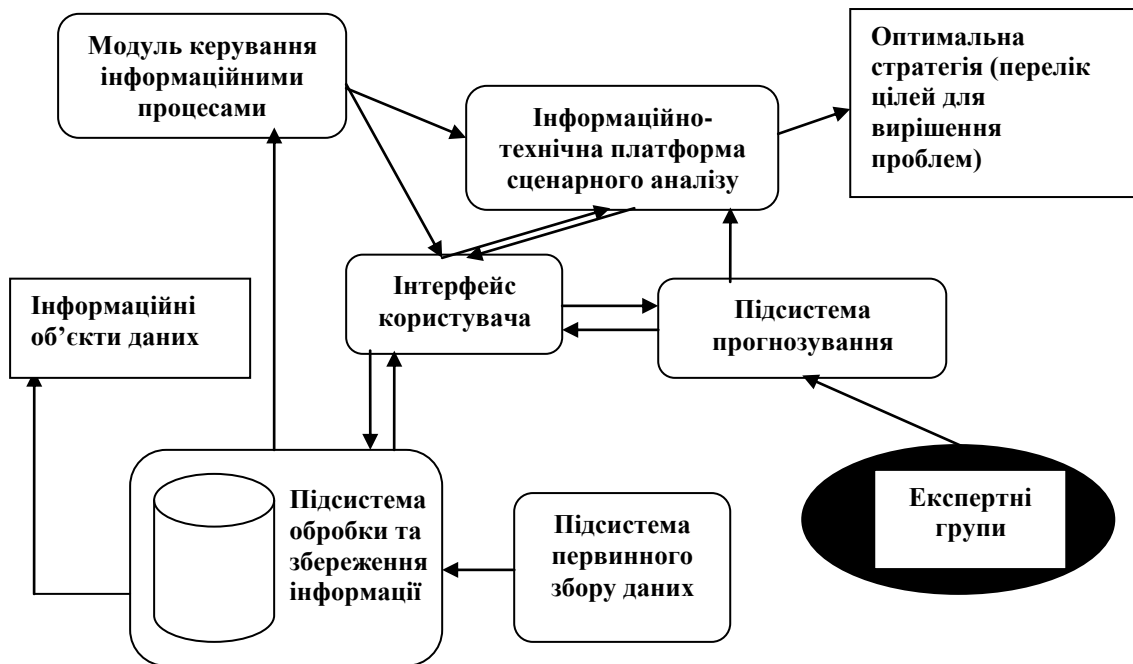 Модуль керування
інформаційними
процесами
Оптимальна
стратегія (перелік
цілей для
вирішення
проблем)
Інформаційно-
технічна платформа
сценарного аналізу
Інформаційні
об’єкти даних
Інтерфейс
користувача
Підсистема
прогнозування
Підсистема
обробки та
збереження
інформації
Підсистема
первинного
збору даних
Експертні
групи